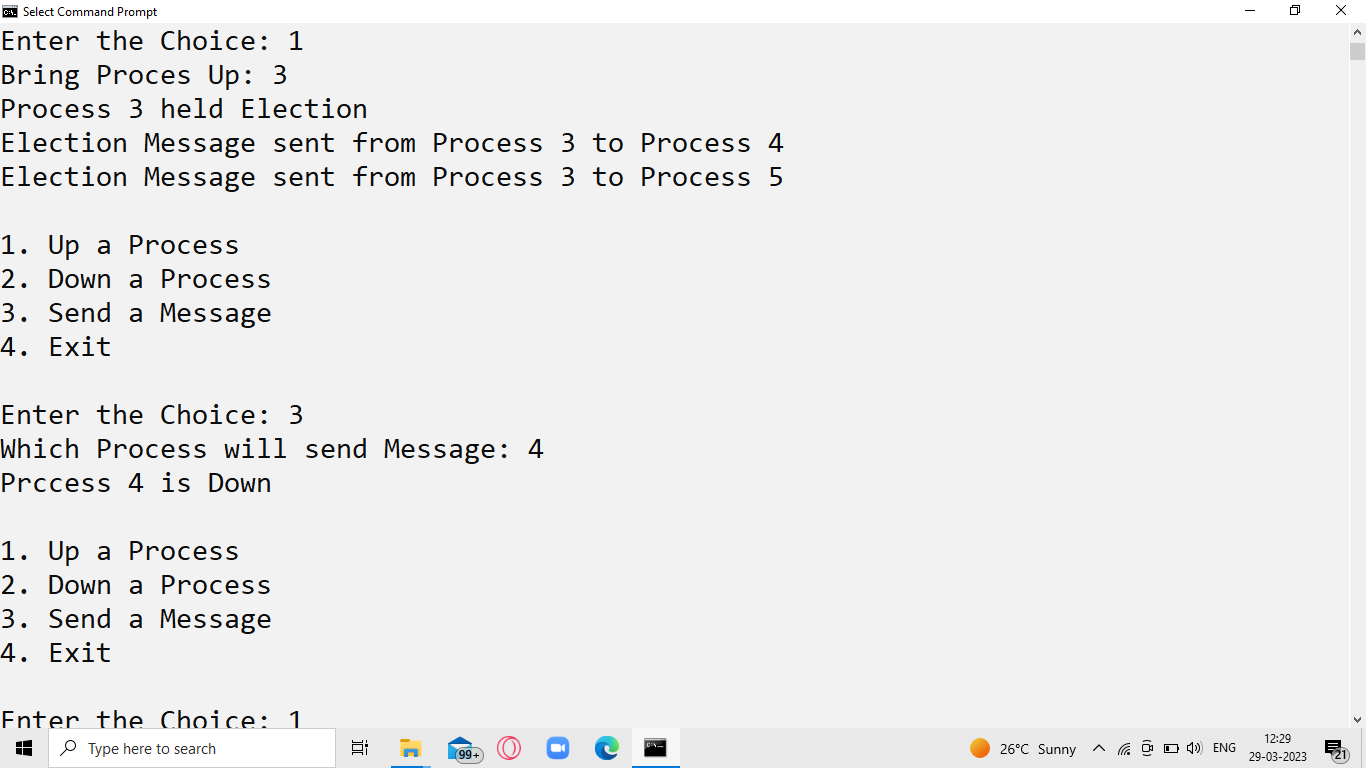 Select Command Prompt
Enter the Choice: 1
Bring Proces Up: 3
Process 3 held Election
Election Message sent from Process 3 to Process 4
Election Message sent from Process 3 to Process 5
1. Up a Process
2. Down a Process
3. Send a Message
4. Exit
Enter the Choice: 3
Which Process will send Message: 4
Prccess 4 is Down
1. Up a Process
2. Down a Process
3. Send a Message
4. Exit
Enter the Choice: 1
Type here to search
99+
26°C Sunny
ENG
12:29
29-03-2023
21